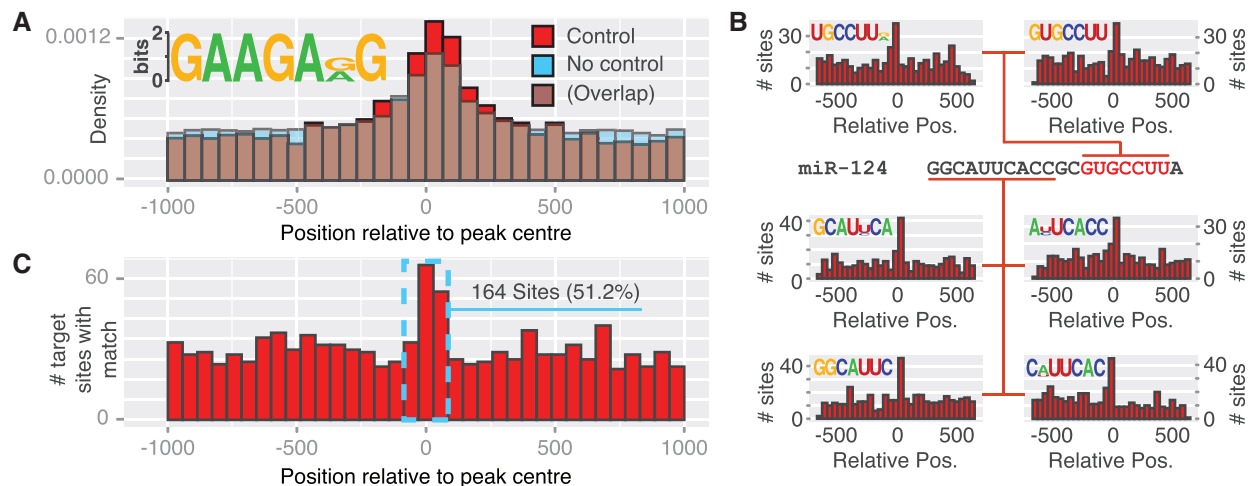 A
0.0012
0.0000
Density
bits
2
0
GAAGAGG
A
Control
No control
(Overlap)
-1000
-500
0
500
1000
Position relative to peak centre
C
60
0
# target
sites with
match
164 Sites (51.2%)
-1000
-500
0
500
1000
Position relative to peak centre
B
# sites
30
0
UGCCUUG
A
-500
0
500
Relative Pos.
GUGCCUU
30
0
# sites
-500
0
500
Relative Pos.
miR-124
GGCAUUCACCGCGUGCCUUA
# sites
40
0
GCAUUCA
-500
0
500
Relative Pos.
AUUCACC
30
0
# sites
-500
0
500
Relative Pos.
# sites
40
0
GGCAUUC
-500
0
500
Relative Pos.
CAUUCAC
40
0
# sites
-500
0
500
Relative Pos.